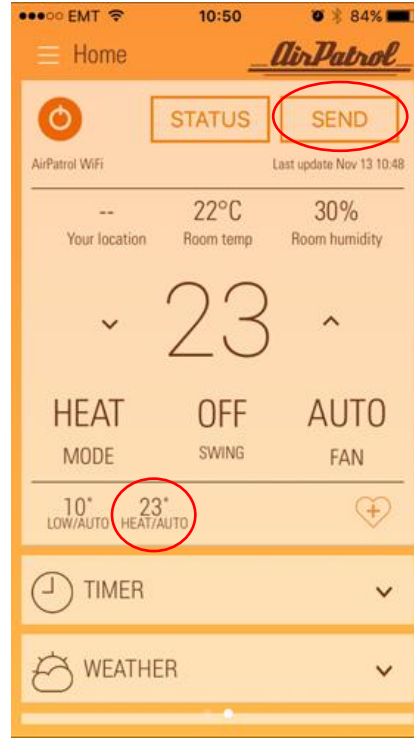 EMT 10:50 84%
Home AirPatrol
STATUS SEND
AirPatrol WiFi Last update Nov 13 10:48
-- 22°C 30%
Your location Room temp Room humidity
23
HEAT OFF AUTO
MODE SWING FAN
10° 23°
LOW/AUTO HEAT/AUTO
TIMER
WEATHER